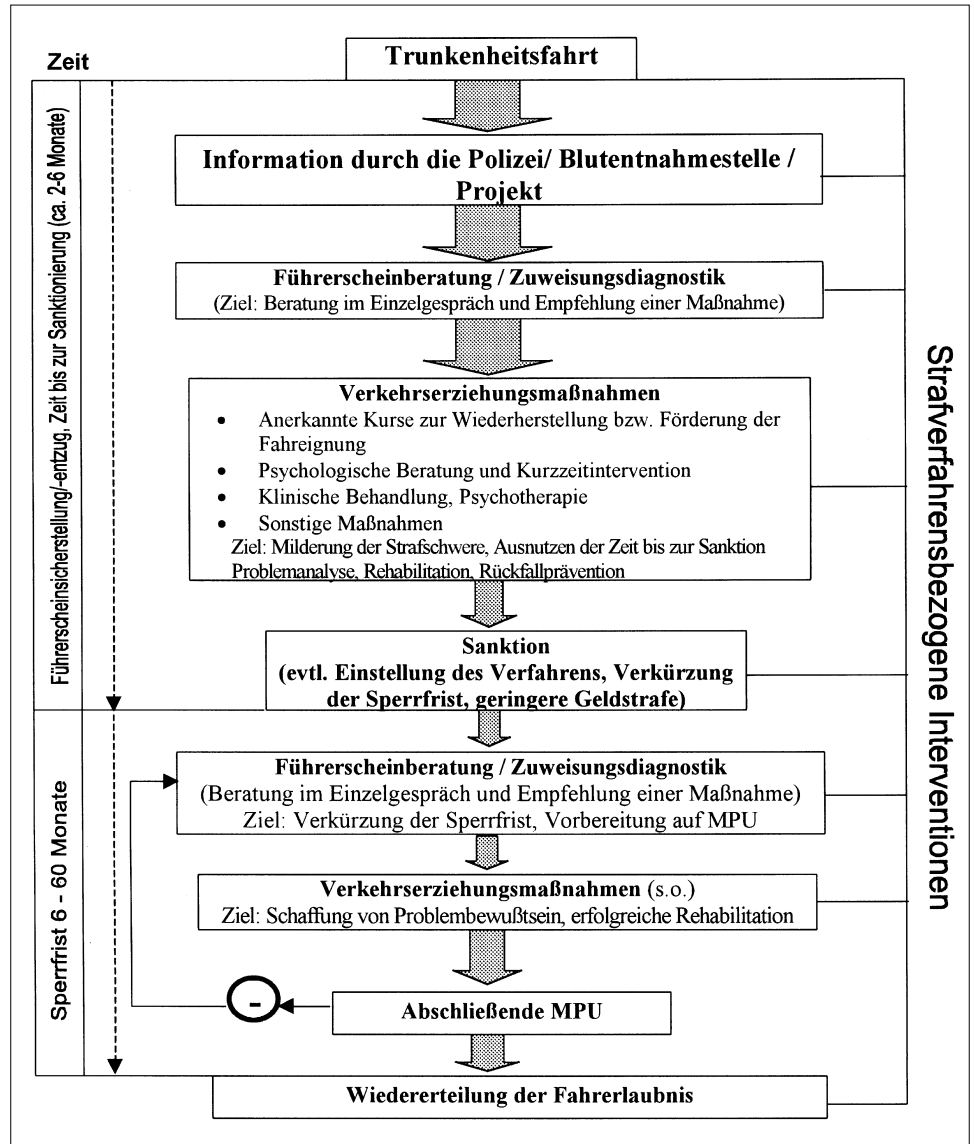 Zeit
Trunkenheitsfahrt
Führerscheinsicherstellung/-entzug, Zeit bis zur Sanktionierung (ca. 2-6 Monate)
Information durch die Polizei/ Blutentnahmestelle /
Projekt
Führerscheinberatung / Zuweisungsdiagnostik
(Ziel: Beratung im Einzelgespräch und Empfehlung einer Maßnahme)
Verkehrserziehungsmaßnahmen
• Anerkannte Kurse zur Wiederherstellung bzw. Förderung der
Fahreignung
• Psychologische Beratung und Kurzzeitintervention
• Klinische Behandlung, Psychotherapie
• Sonstige Maßnahmen
Ziel: Milderung der Strafschwere, Ausnutzen der Zeit bis zur Sanktion
Problemanalyse, Rehabilitation, Rückfallprävention
Sanktion
(evtl. Einstellung des Verfahrens, Verkürzung
der Sperrfrist, geringere Geldstrafe)
Sperrfrist 6 - 60 Monate
Führerscheinberatung / Zuweisungsdiagnostik
(Beratung im Einzelgespräch und Empfehlung einer Maßnahme)
Ziel: Verkürzung der Sperrfrist, Vorbereitung auf MPU
Verkehrserziehungsmaßnahmen (s.o.)
Ziel: Schaffung von Problembewußtsein, erfolgreiche Rehabilitation
-
Abschließende MPU
Wiedererteilung der Fahrerlaubnis
Strafverfahrensbezogene Interventionen